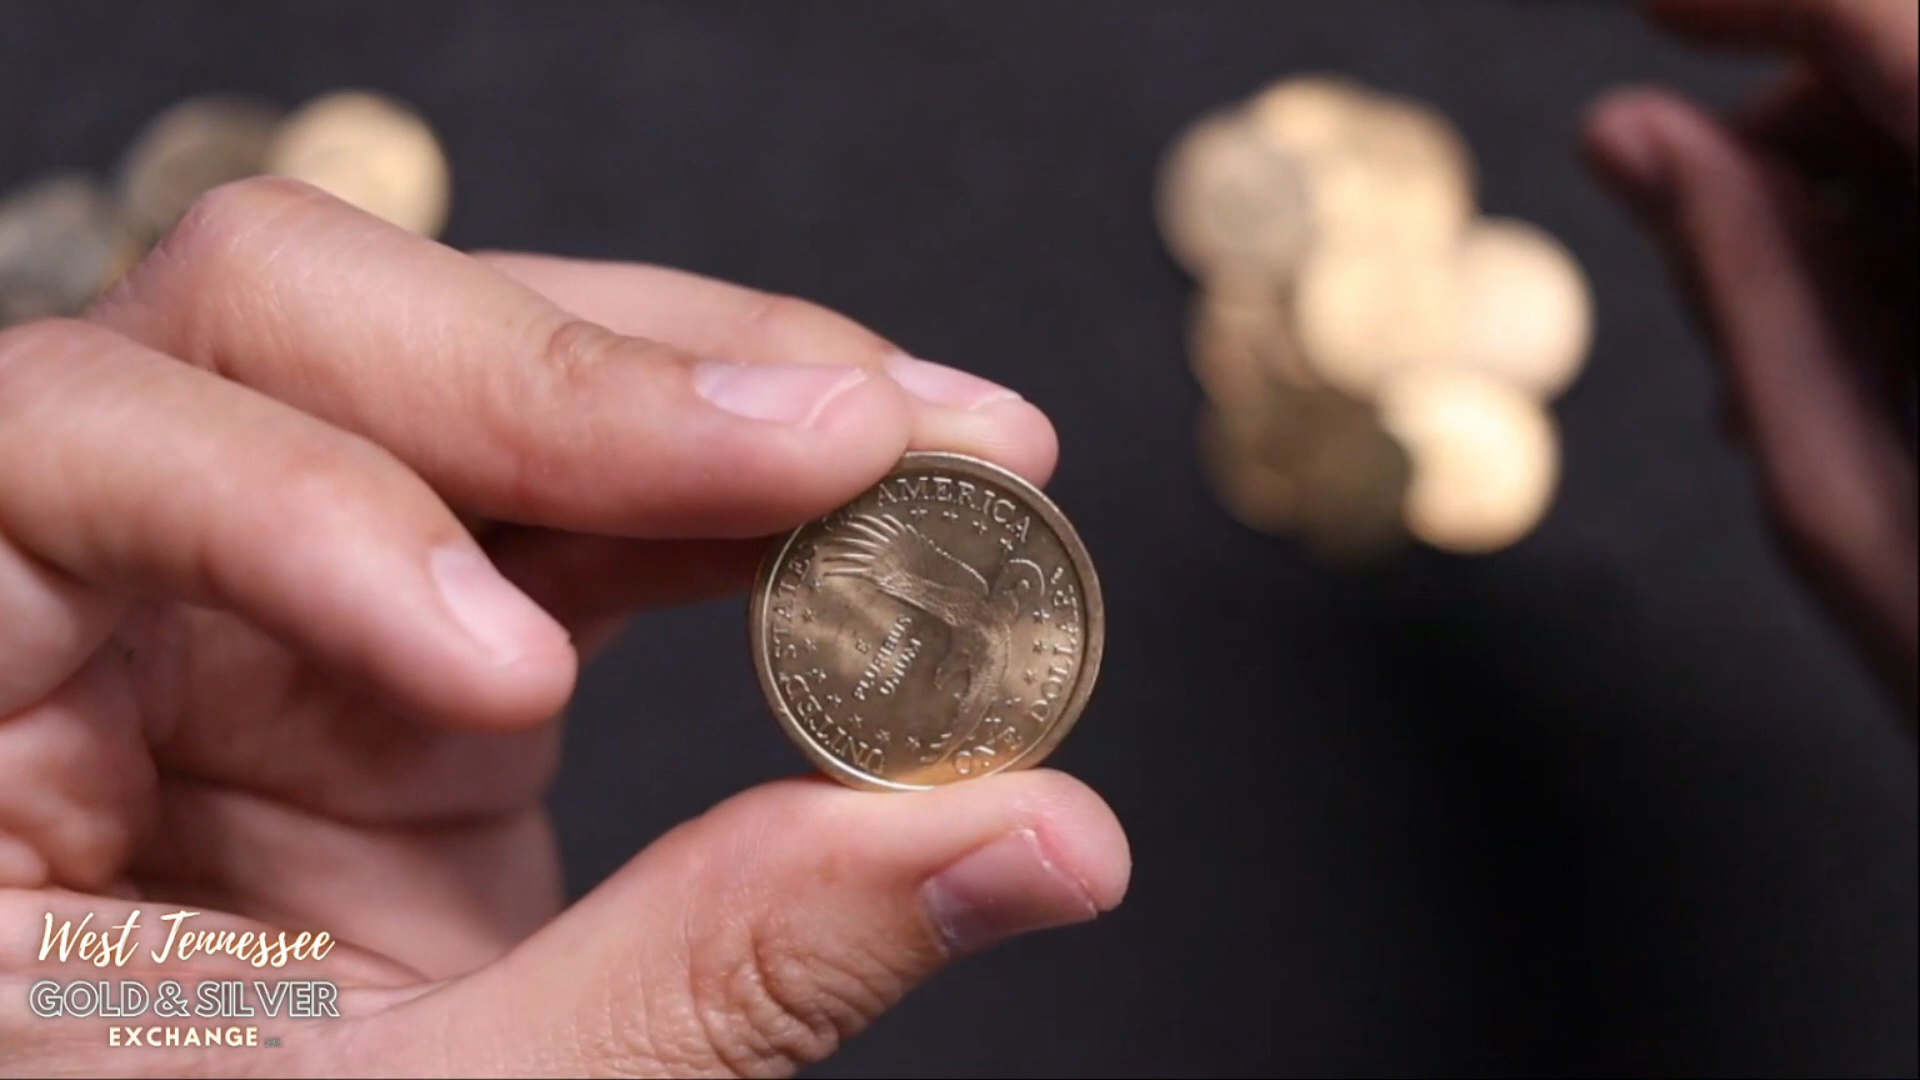 UNITED STATES OF AMERICA
E
PLURIBUS
UNUM
ONE DOLLAR
West Tennessee
GOLD & SILVER
EXCHANGE